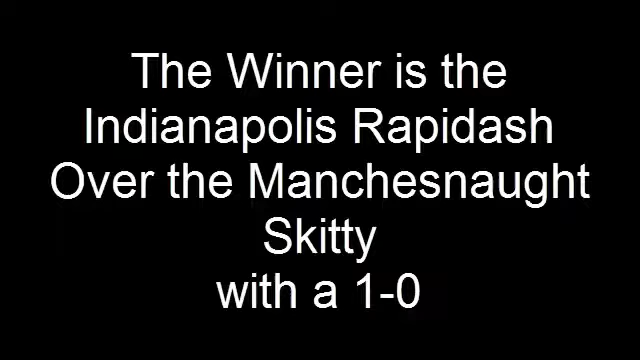 The Winner is the
Indianapolis Rapidash
Over the Manchesnaught
Skitty
with a 1-0